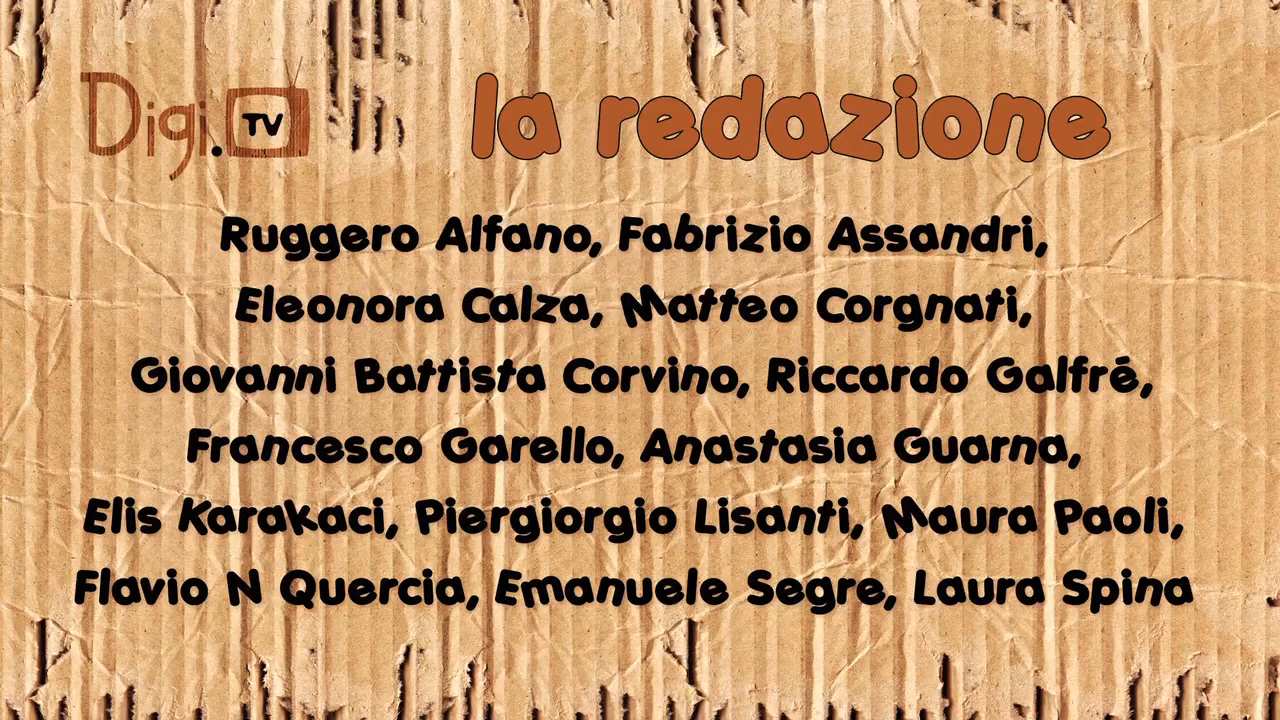 Digi.TV
la redazione
Ruggero Alfano, Fabrizio Assandri,
Eleonora Calza, Matteo Corgnati,
Giovanni Battista Corvino, Riccardo Galfré,
Francesco Garello, Anastasia Guarna,
Elis Karakaci, Piergiorgio Lisanti, Maura Paoli,
Flavio N Quercia, Emanuele Segre, Laura Spina